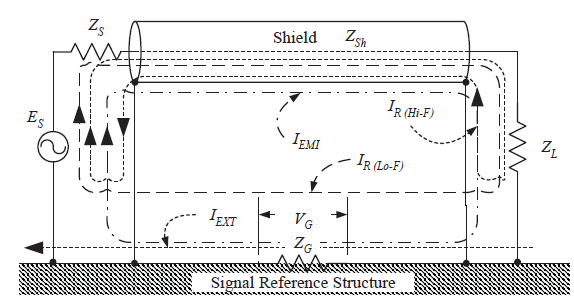 Z_S
Shield Z_Sh
E_S
I_R (Hi-F)
I_EMI
Z_L
I_R (Lo-F)
I_EXT V_G
Z_G
Signal Reference Structure